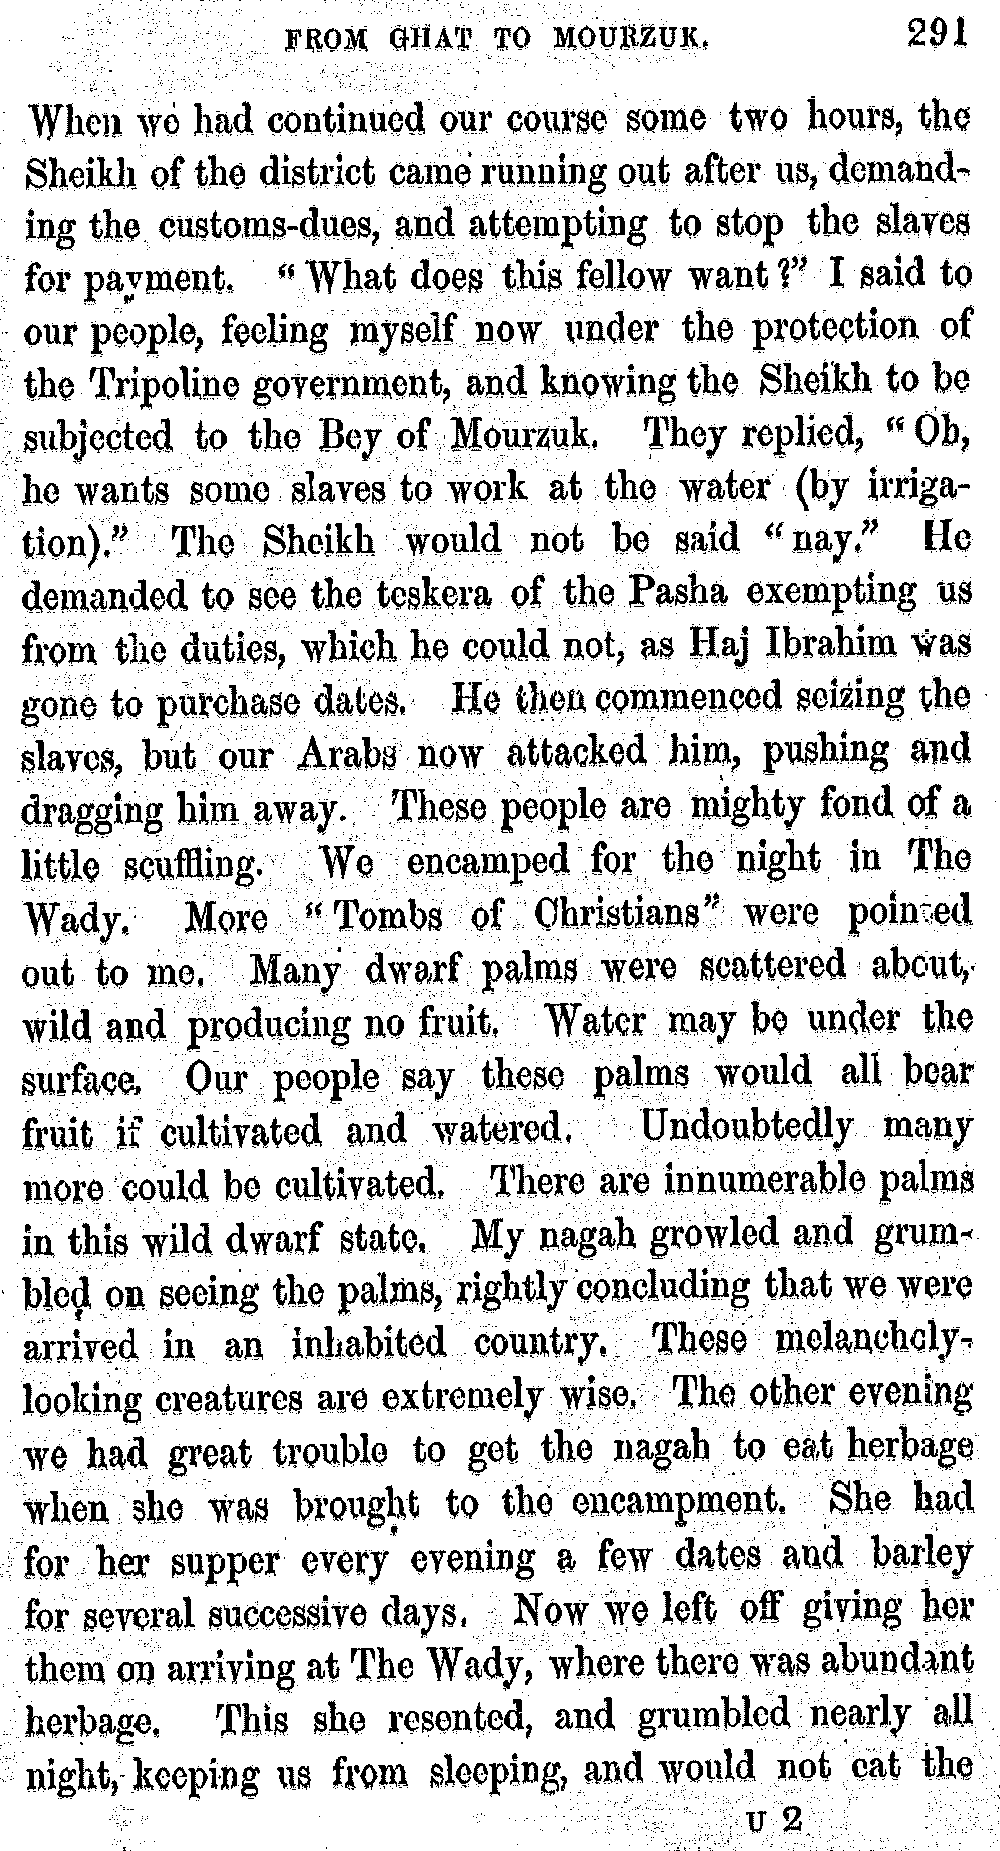 FROM GHAT TO MOURZUK. 291
When we had continued our course some two hours, the
Sheikh of the district came running out after us, demand-
ing the customs-dues, and attempting to stop the slaves
for payment. “What does this fellow want?” I said to
our people, feeling myself now under the protection of
the Tripoline government, and knowing the Sheikh to be
subjected to the Bey of Mourzuk. They replied, “Oh,
he wants some slaves to work at the water (by irriga-
tion).” The Sheikh would not be said “nay.” He
demanded to see the teskera of the Pasha exempting us
from the duties, which he could not, as Haj Ibrahim was
gone to purchase dates. He then commenced seizing the
slaves, but our Arabs now attacked him, pushing and
dragging him away. These people are mighty fond of a
little scuffling. We encamped for the night in The
Wady. More “Tombs of Christians” were pointed
out to me. Many dwarf palms were scattered about,
wild and producing no fruit. Water may be under the
surface. Our people say these palms would all bear
fruit if cultivated and watered. Undoubtedly many
more could be cultivated. There are innumerable palms
in this wild dwarf state. My nagah growled and grum-
bled on seeing the palms, rightly concluding that we were
arrived in an inhabited country. These melancholy-
looking creatures are extremely wise. The other evening
we had great trouble to get the nagah to eat herbage
when she was brought to the encampment. She had
for her supper every evening a few dates and barley
for several successive days. Now we left off giving her
them on arriving at The Wady, where there was abundant
herbage. This she resented, and grumbled nearly all
night, keeping us from sleeping, and would not eat the
U 2